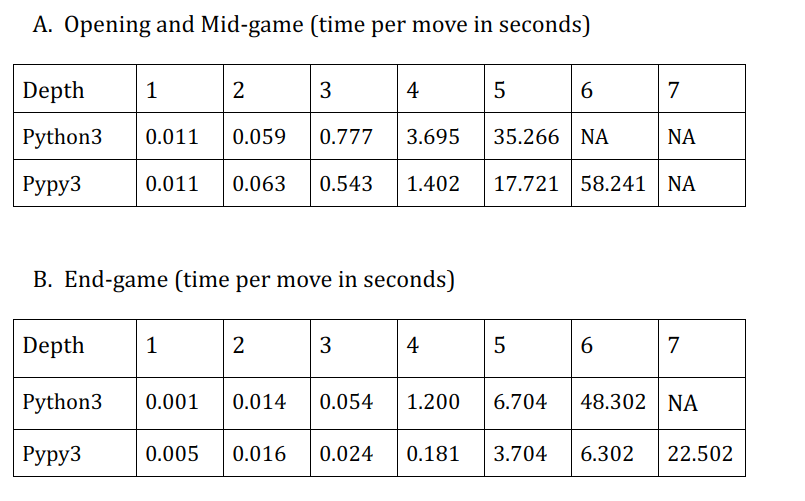 A. Opening and Mid-game (time per move in seconds)
Depth 1 2 3 4 5 6 7
Python3 0.011 0.059 0.777 3.695 35.266 NA NA
Pypy3 0.011 0.063 0.543 1.402 17.721 58.241 NA
B. End-game (time per move in seconds)
Depth 1 2 3 4 5 6 7
Python3 0.001 0.014 0.054 1.200 6.704 48.302 NA
Pypy3 0.005 0.016 0.024 0.181 3.704 6.302 22.502